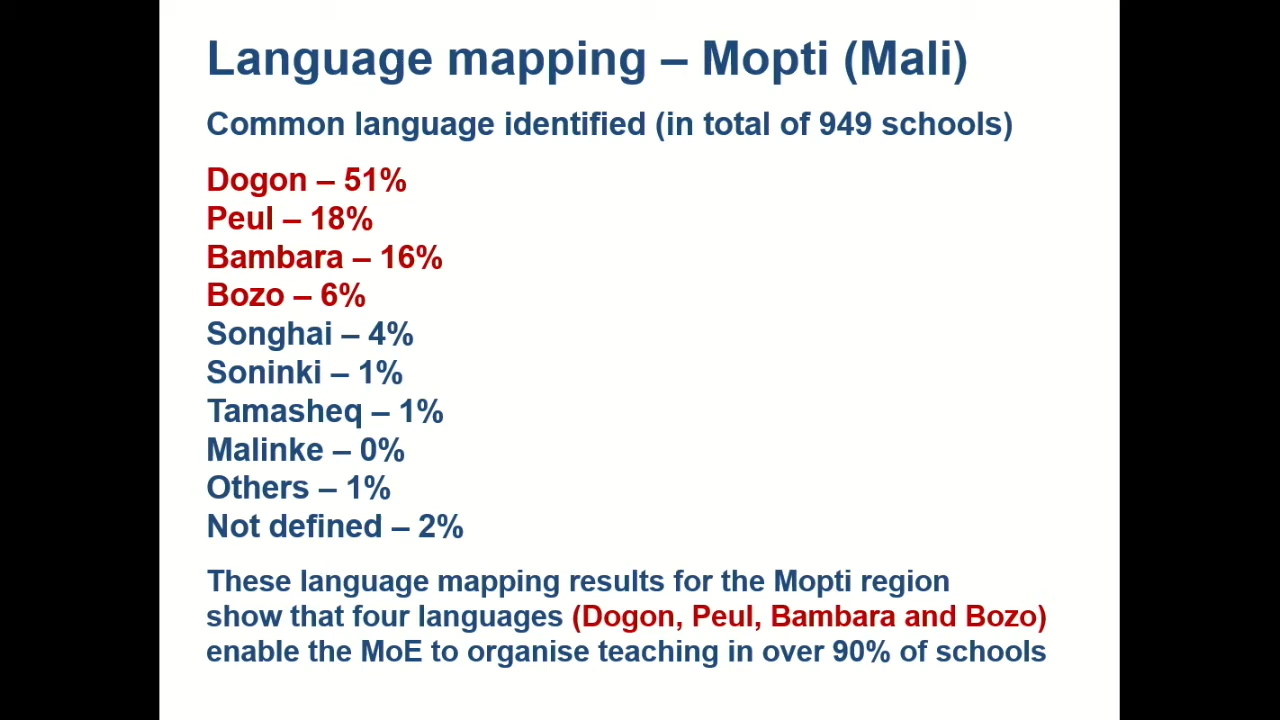 Language mapping – Mopti (Mali)
Common language identified (in total of 949 schools)
Dogon – 51%
Peul – 18%
Bambara – 16%
Bozo – 6%
Songhai – 4%
Soninki – 1%
Tamasheq – 1%
Malinke – 0%
Others – 1%
Not defined – 2%
These language mapping results for the Mopti region
show that four languages (Dogon, Peul, Bambara and Bozo)
enable the MoE to organise teaching in over 90% of schools